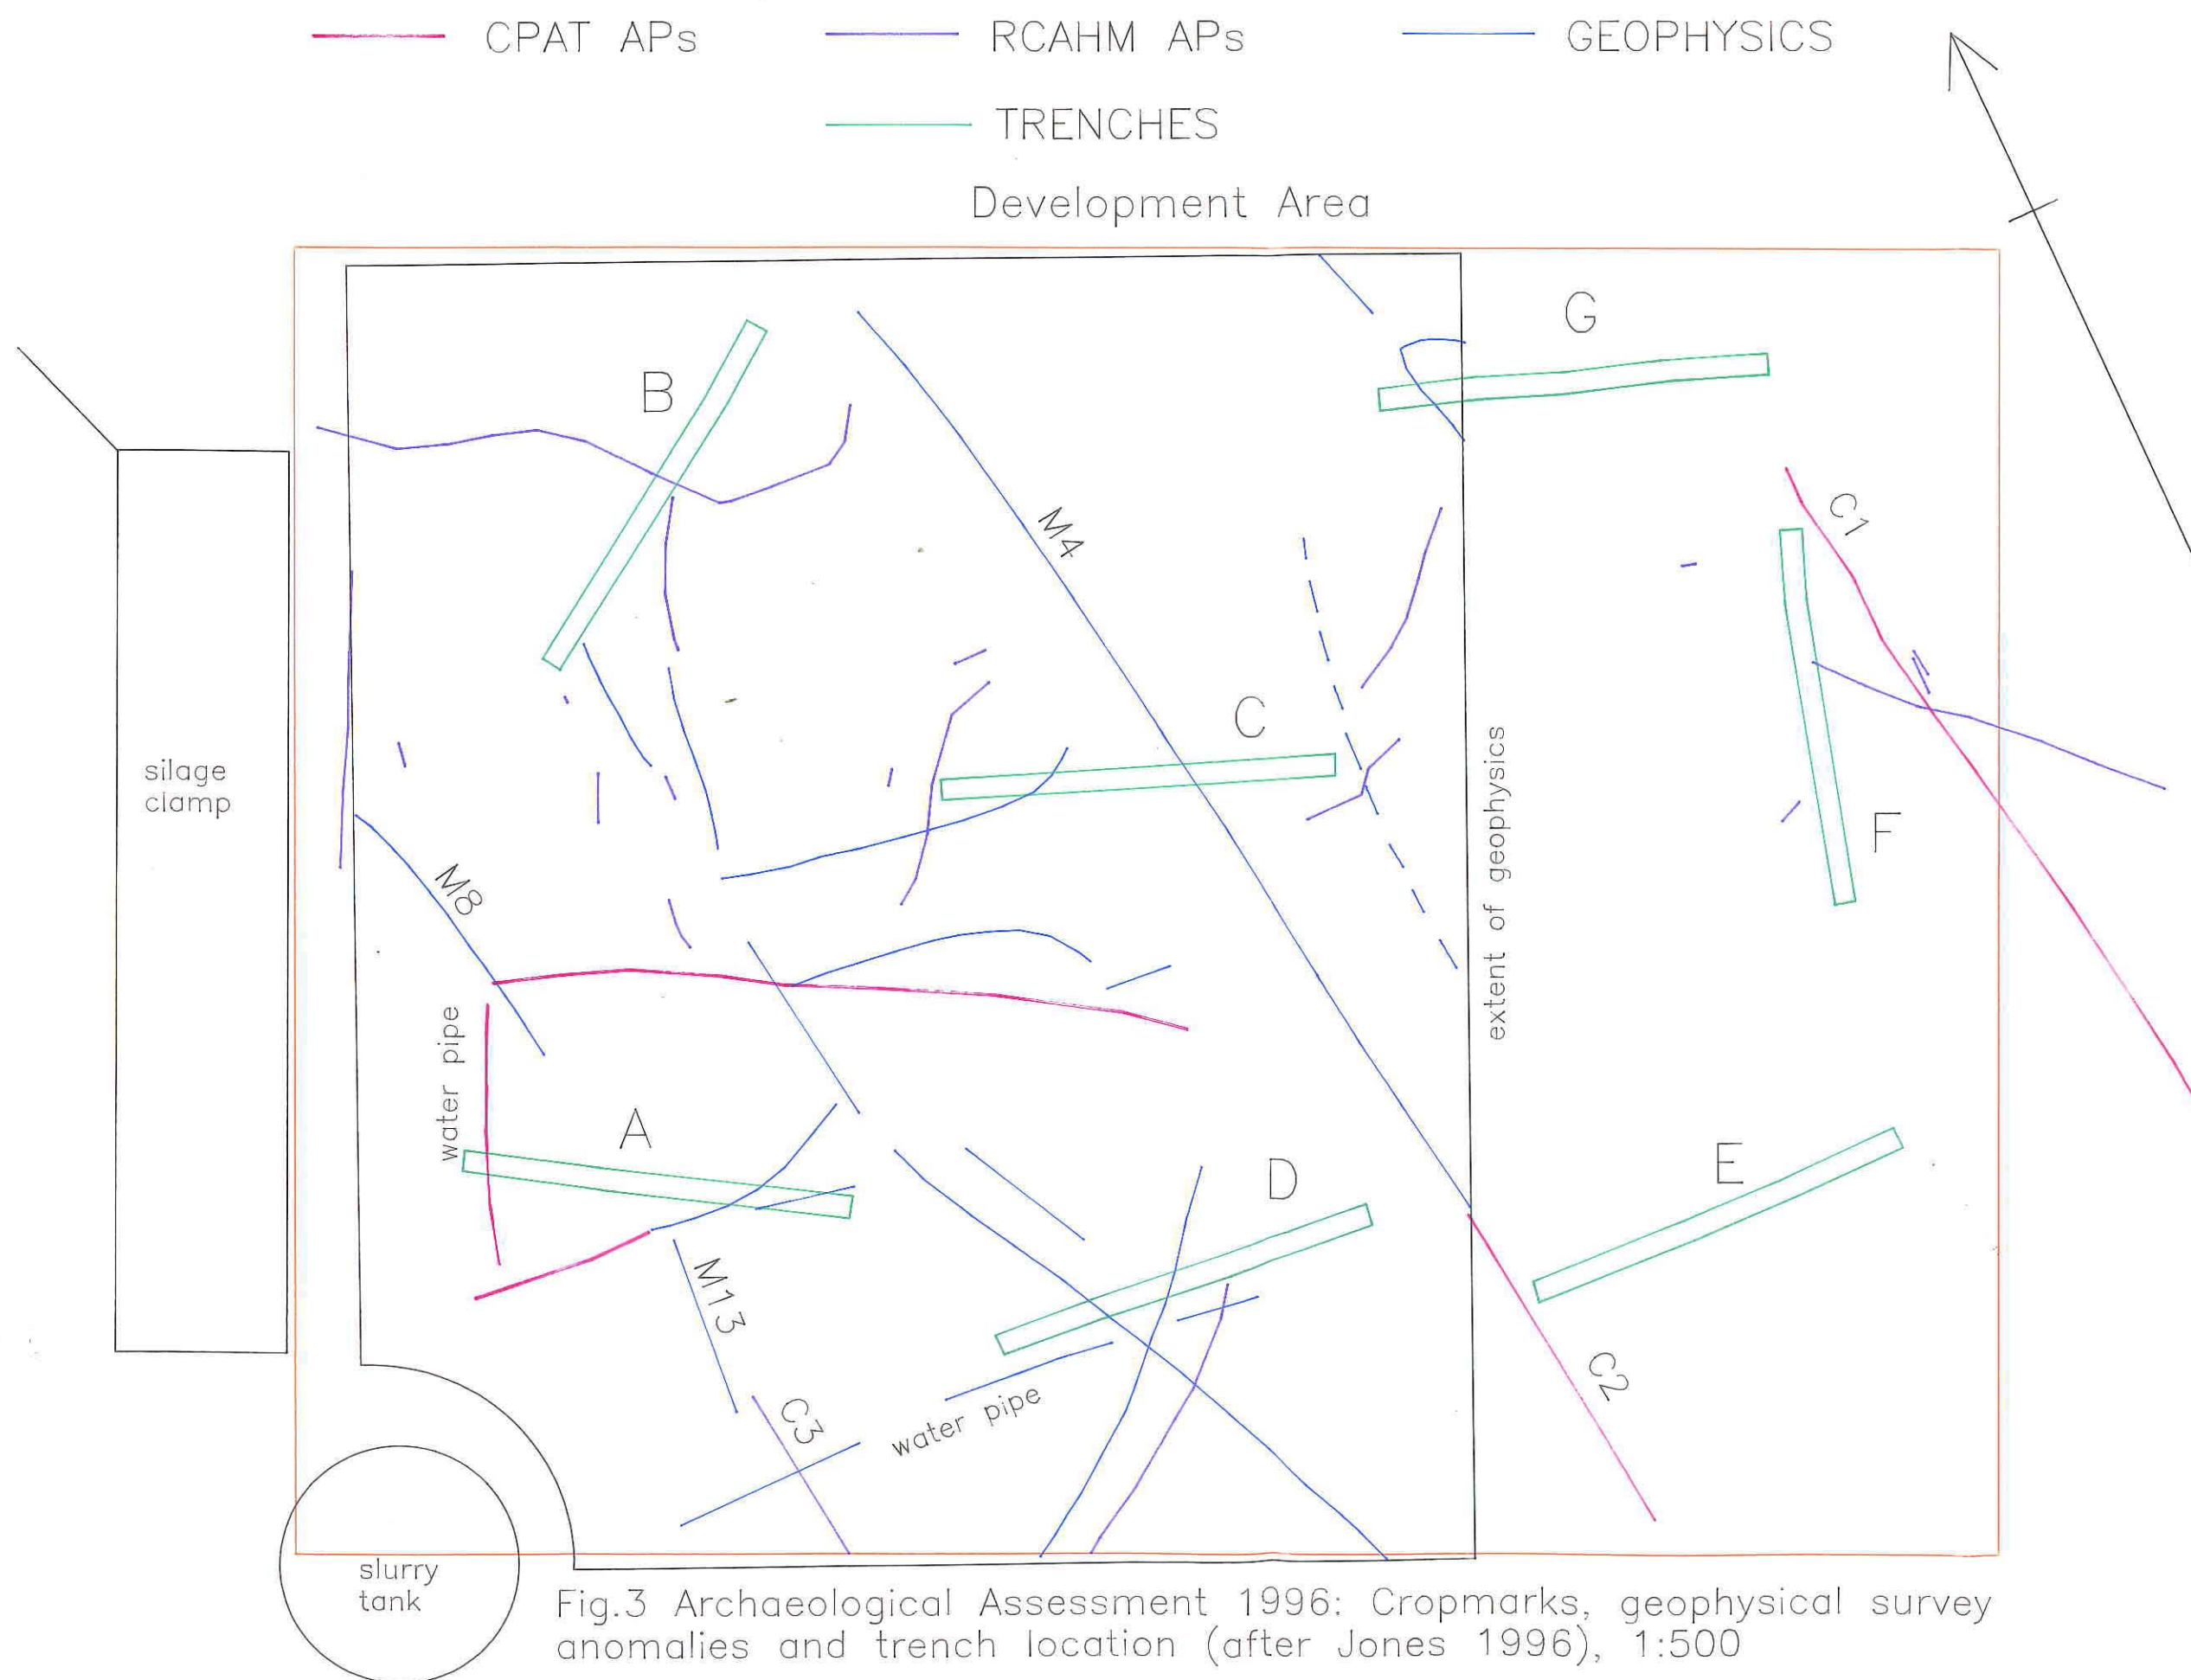 CPAT APs
RCAHM APs
GEOPHYSICS
TRENCHES
Development Area
G
B
C1
M4
C
silage
clamp
extent of geophysics
F
M8
water pipe
A
E
D
M13
C2
C3
water pipe
slurry
tank
Fig.3 Archaeological Assessment 1996: Cropmarks, geophysical survey
anomalies and trench location (after Jones 1996), 1:500